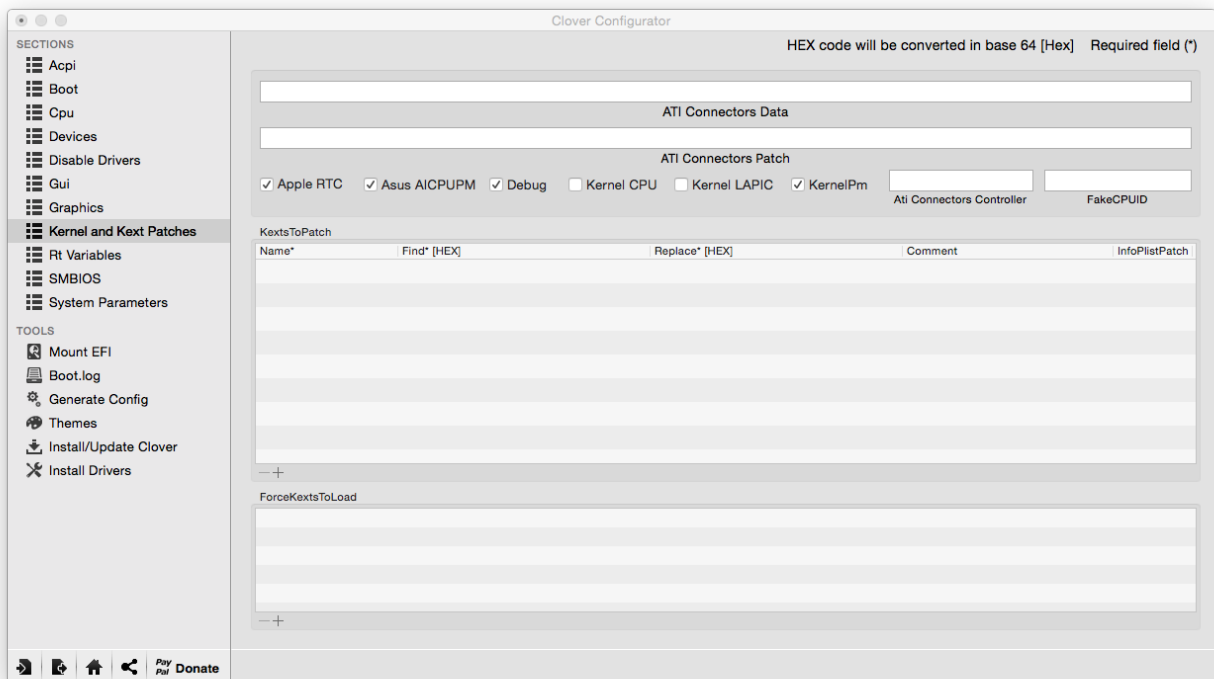 Clover Configurator
SECTIONS
Acpi
Boot
Cpu
Devices
Disable Drivers
Gui
Graphics
Kernel and Kext Patches
Rt Variables
SMBIOS
System Parameters
TOOLS
Mount EFI
Boot.log
Generate Config
Themes
Install/Update Clover
Install Drivers
Pay
Pal Donate
HEX code will be converted in base 64 [Hex] Required field (*)
ATI Connectors Data
ATI Connectors Patch
Apple RTC Asus AICPUPM Debug Kernel CPU Kernel LAPIC KernelPm
Ati Connectors Controller FakeCPUID
KextsToPatch
Name* Find* [HEX] Replace* [HEX] Comment InfoPlistPatch
ForceKextsToLoad